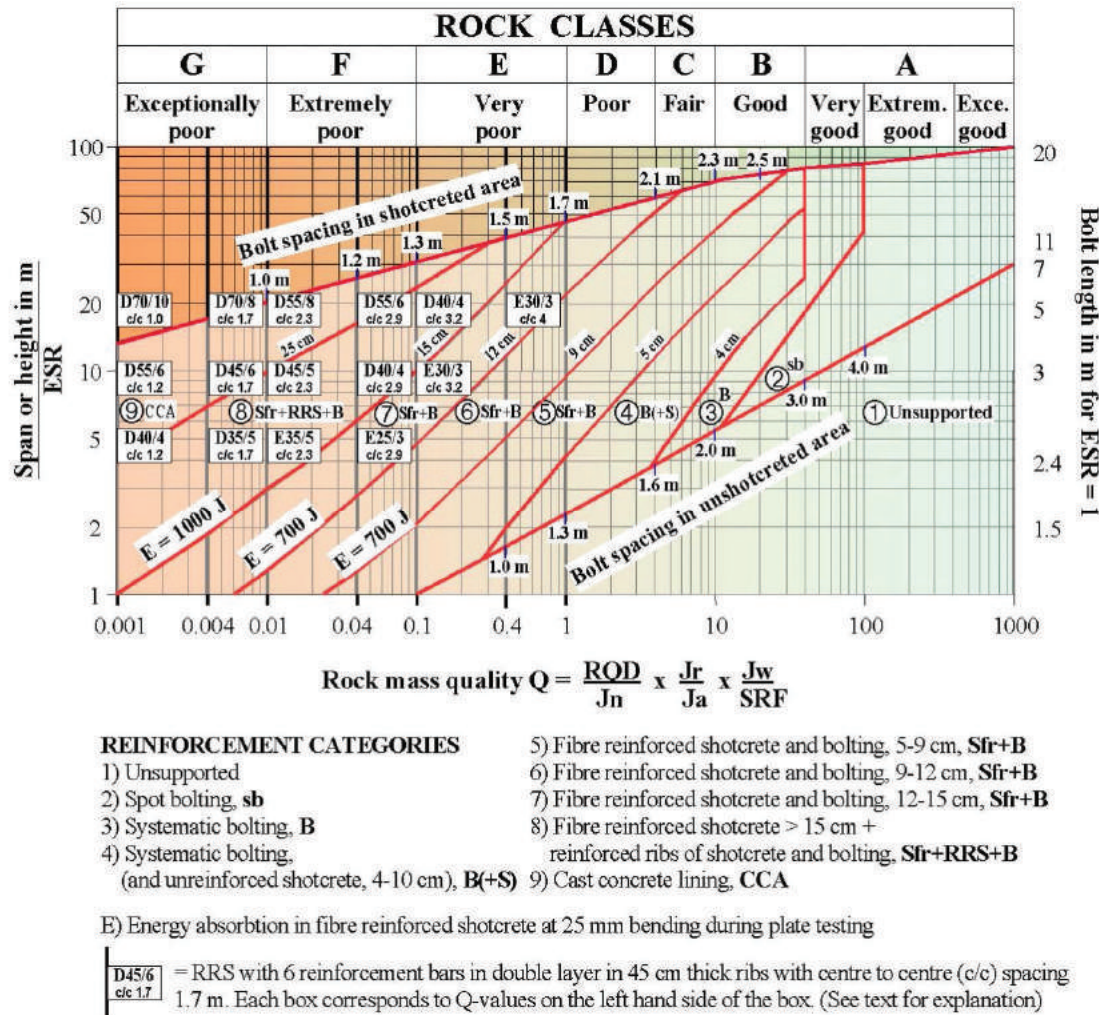 ROCK CLASSES
G F E D C B A
Exceptionally poor Extremely poor Very poor Poor Fair Good Very good Extrem. good Exce. good
Span or height in m
ESR
100
50
20
10
5
2
1
Bolt length in m for ESR = 1
20
11
7
5
3
2.4
1.5
Bolt spacing in shotcreted area
1.0 m
1.2 m
1.3 m
1.5 m
1.7 m
2.1 m
2.3 m
2.5 m
D70/10 c/c 1.0
D70/8 c/c 1.7
D55/8 c/c 2.3
D55/6 c/c 2.9
D40/4 c/c 3.2
E30/3 c/c 4
25 cm
15 cm
12 cm
9 cm
5 cm
4 cm
D55/6 c/c 1.2
D45/6 c/c 1.7
D45/5 c/c 2.3
D40/4 c/c 2.9
E30/3 c/c 3.2
9 CCA
8 Sfr+RRS+B
7 Sfr+B
6 Sfr+B
5 Sfr+B
4 B(+S)
3 B
2 sb
1 Unsupported
D40/4 c/c 1.2
D35/5 c/c 1.7
E35/5 c/c 2.3
E25/3 c/c 2.9
E = 1000 J
E = 700 J
E = 700 J
1.0 m
1.3 m
1.6 m
2.0 m
3.0 m
4.0 m
Bolt spacing in unshotcreted area
0.001 0.004 0.01 0.04 0.1 0.4 1 10 100 1000
Rock mass quality Q = RQD/Jn x Jr/Ja x Jw/SRF
REINFORCEMENT CATEGORIES
1) Unsupported
2) Spot bolting, sb
3) Systematic bolting, B
4) Systematic bolting,
(and unreinforced shotcrete, 4-10 cm), B(+S)
5) Fibre reinforced shotcrete and bolting, 5-9 cm, Sfr+B
6) Fibre reinforced shotcrete and bolting, 9-12 cm, Sfr+B
7) Fibre reinforced shotcrete and bolting, 12-15 cm, Sfr+B
8) Fibre reinforced shotcrete > 15 cm +
reinforced ribs of shotcrete and bolting, Sfr+RRS+B
9) Cast concrete lining, CCA
E) Energy absorbtion in fibre reinforced shotcrete at 25 mm bending during plate testing
D45/6
c/c 1.7
= RRS with 6 reinforcement bars in double layer in 45 cm thick ribs with centre to centre (c/c) spacing
1.7 m. Each box corresponds to Q-values on the left hand side of the box. (See text for explanation)